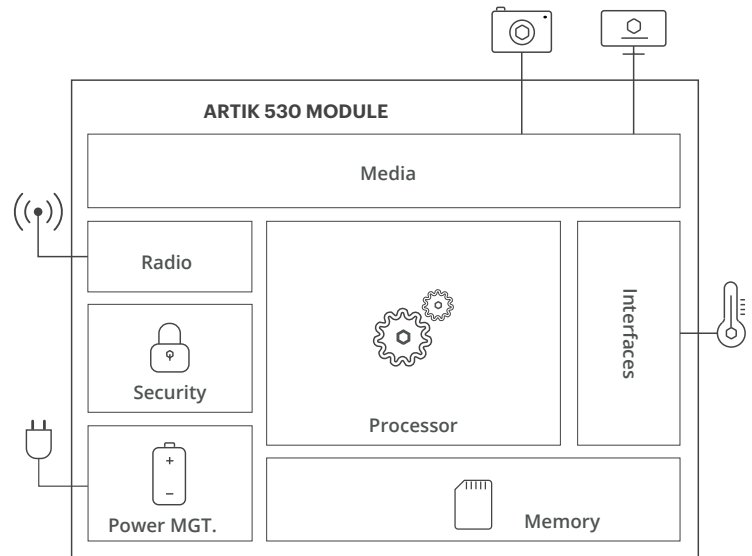 ARTIK 530 MODULE
Media
Radio
Interfaces
Security
Processor
Power MGT.
Memory